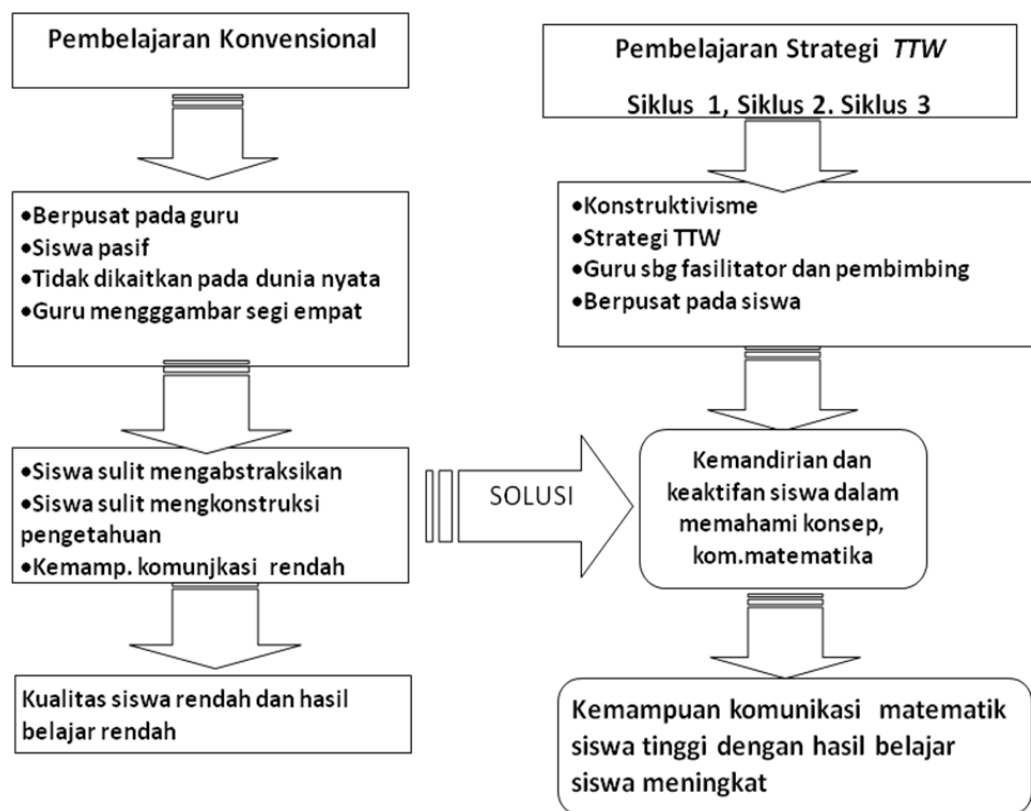 Pembelajaran Konvensional
•Berpusat pada guru
•Siswa pasif
•Tidak dikaitkan pada dunia nyata
•Guru mengggambar segi empat
•Siswa sulit mengabstraksikan
•Siswa sulit mengkonstruksi
pengetahuan
•Kemamp. komunjkasi rendah
Kualitas siswa rendah dan hasil
belajar rendah
SOLUSI
Pembelajaran Strategi TTW
Siklus 1, Siklus 2. Siklus 3
•Konstruktivisme
•Strategi TTW
•Guru sbg fasilitator dan pembimbing
•Berpusat pada siswa
Kemandirian dan
keaktifan siswa dalam
memahami konsep,
kom.matematika
Kemampuan komunikasi matematik
siswa tinggi dengan hasil belajar
siswa meningkat